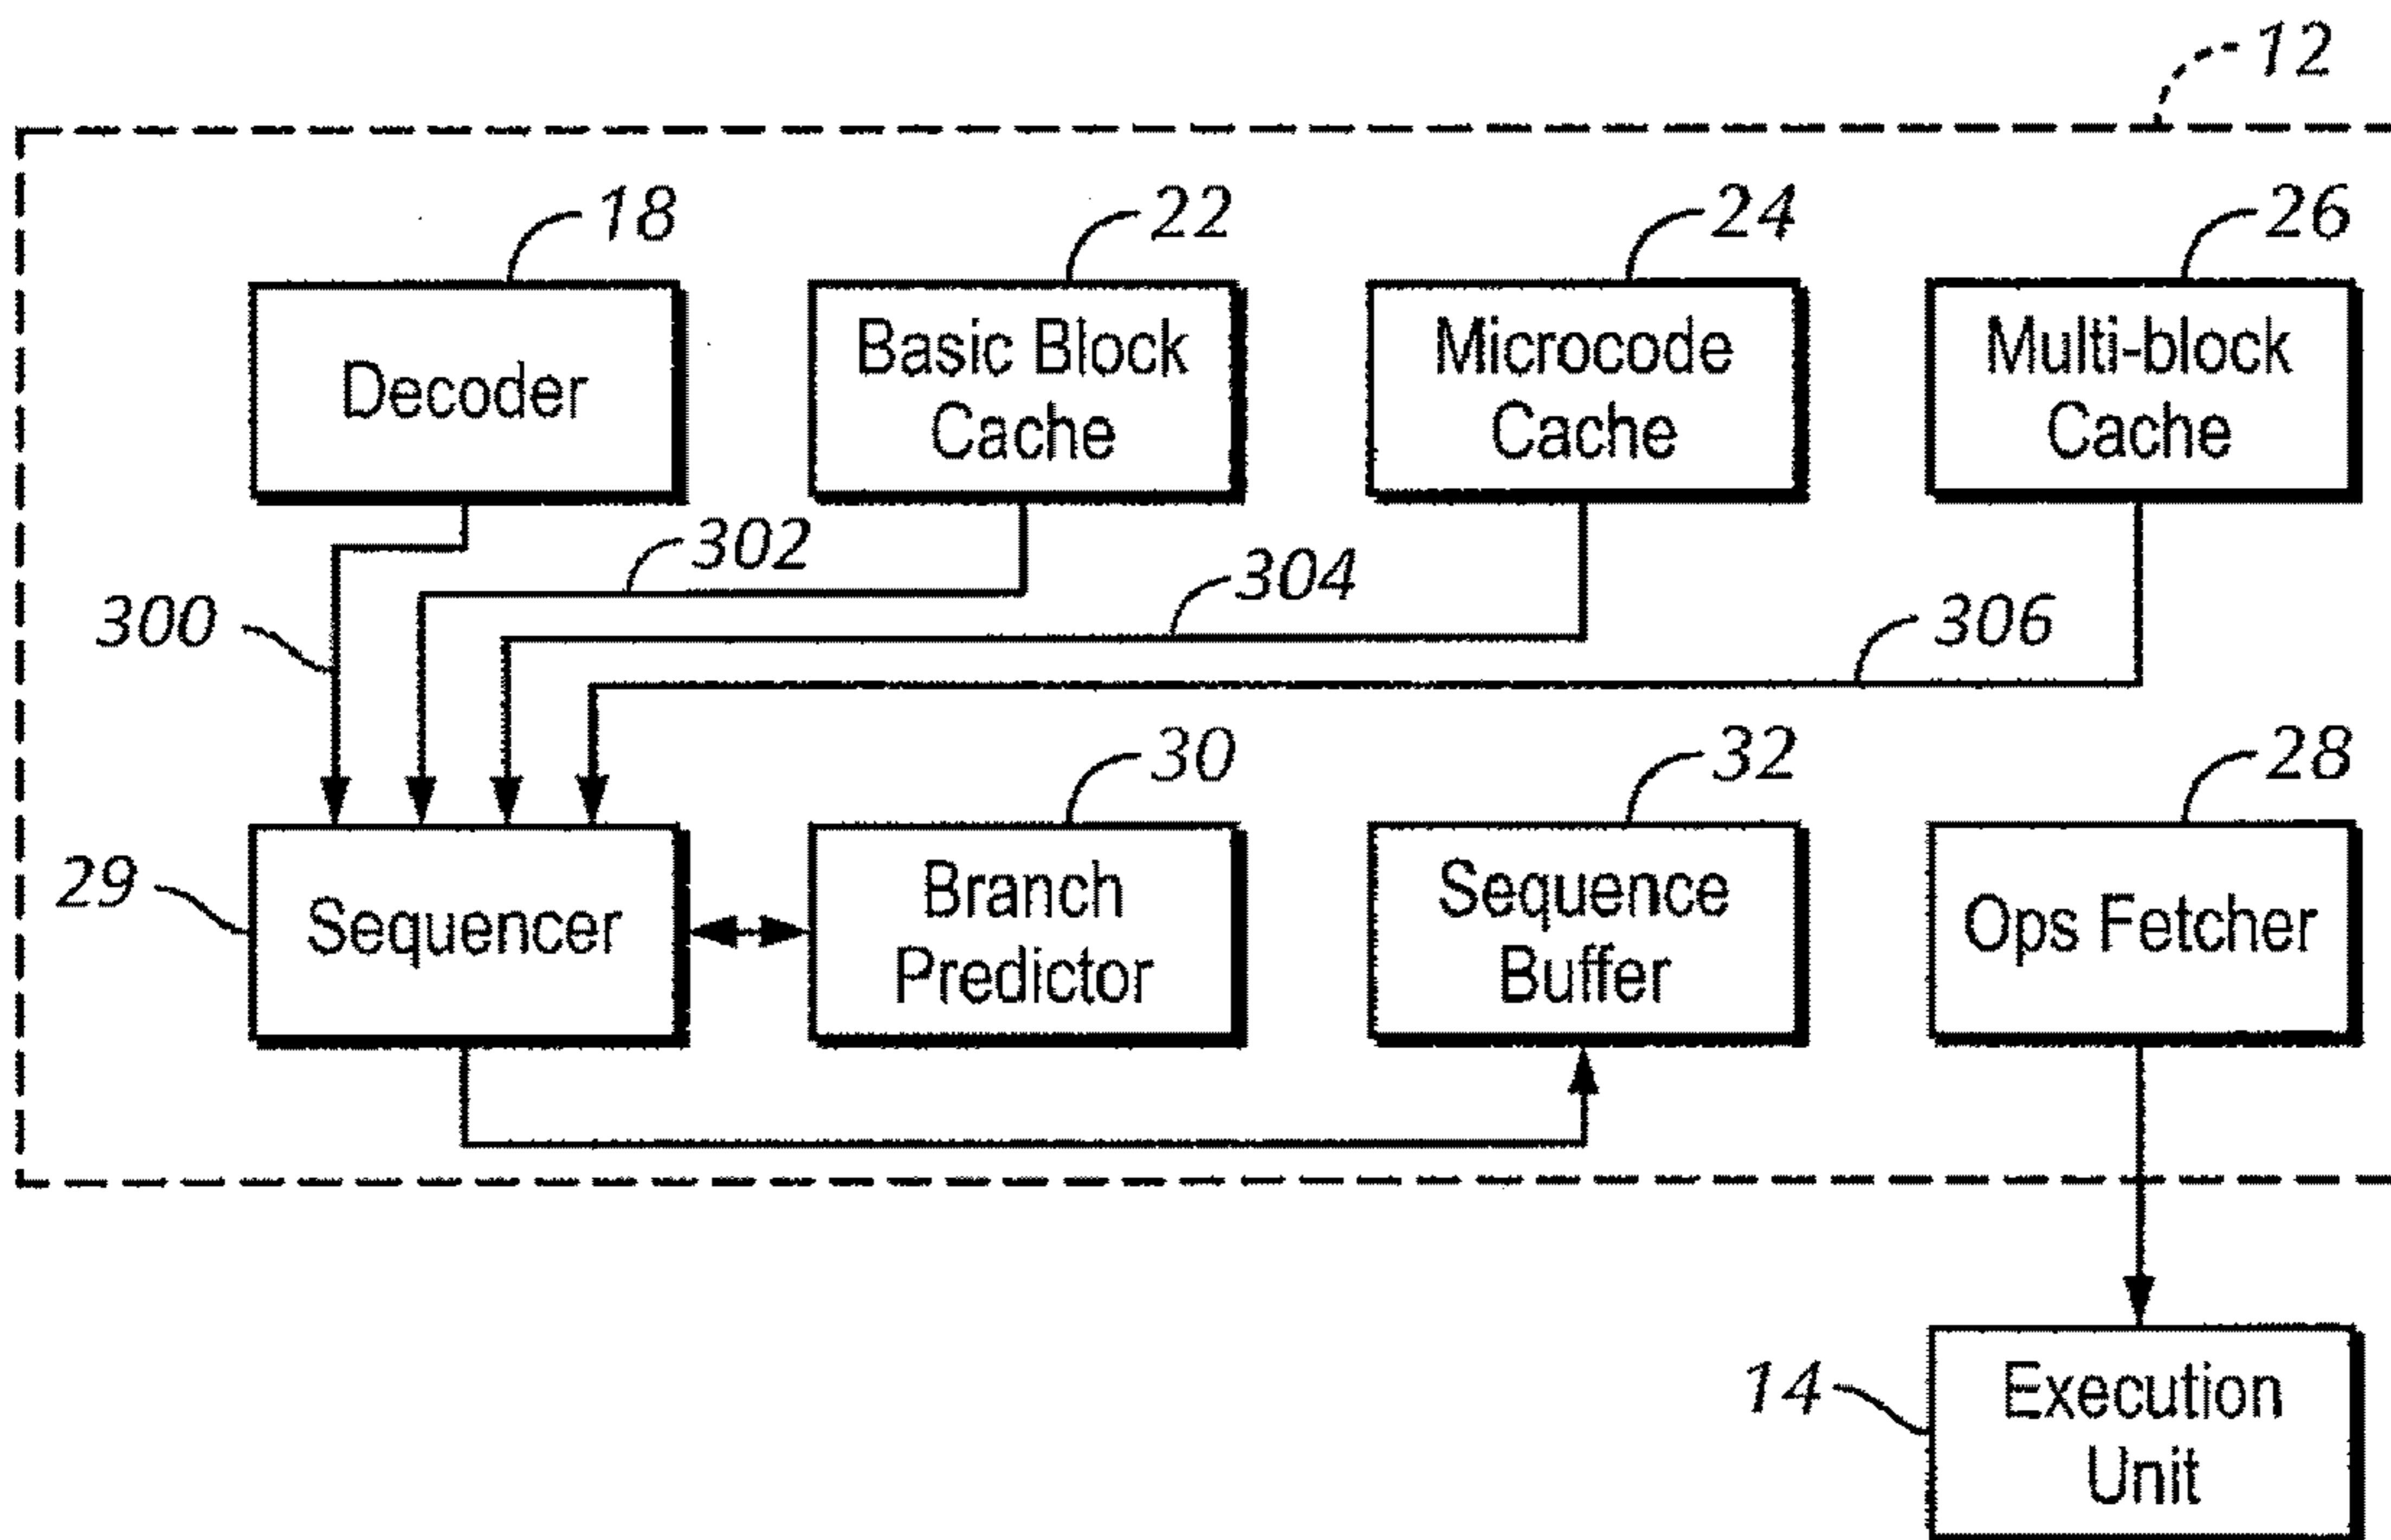 12
18
22
24
26
Decoder
Basic Block
Cache
Microcode
Cache
Multi-block
Cache
300
302
304
306
29
30
32
28
Sequencer
Branch
Predictor
Sequence
Buffer
Ops Fetcher
14
Execution
Unit